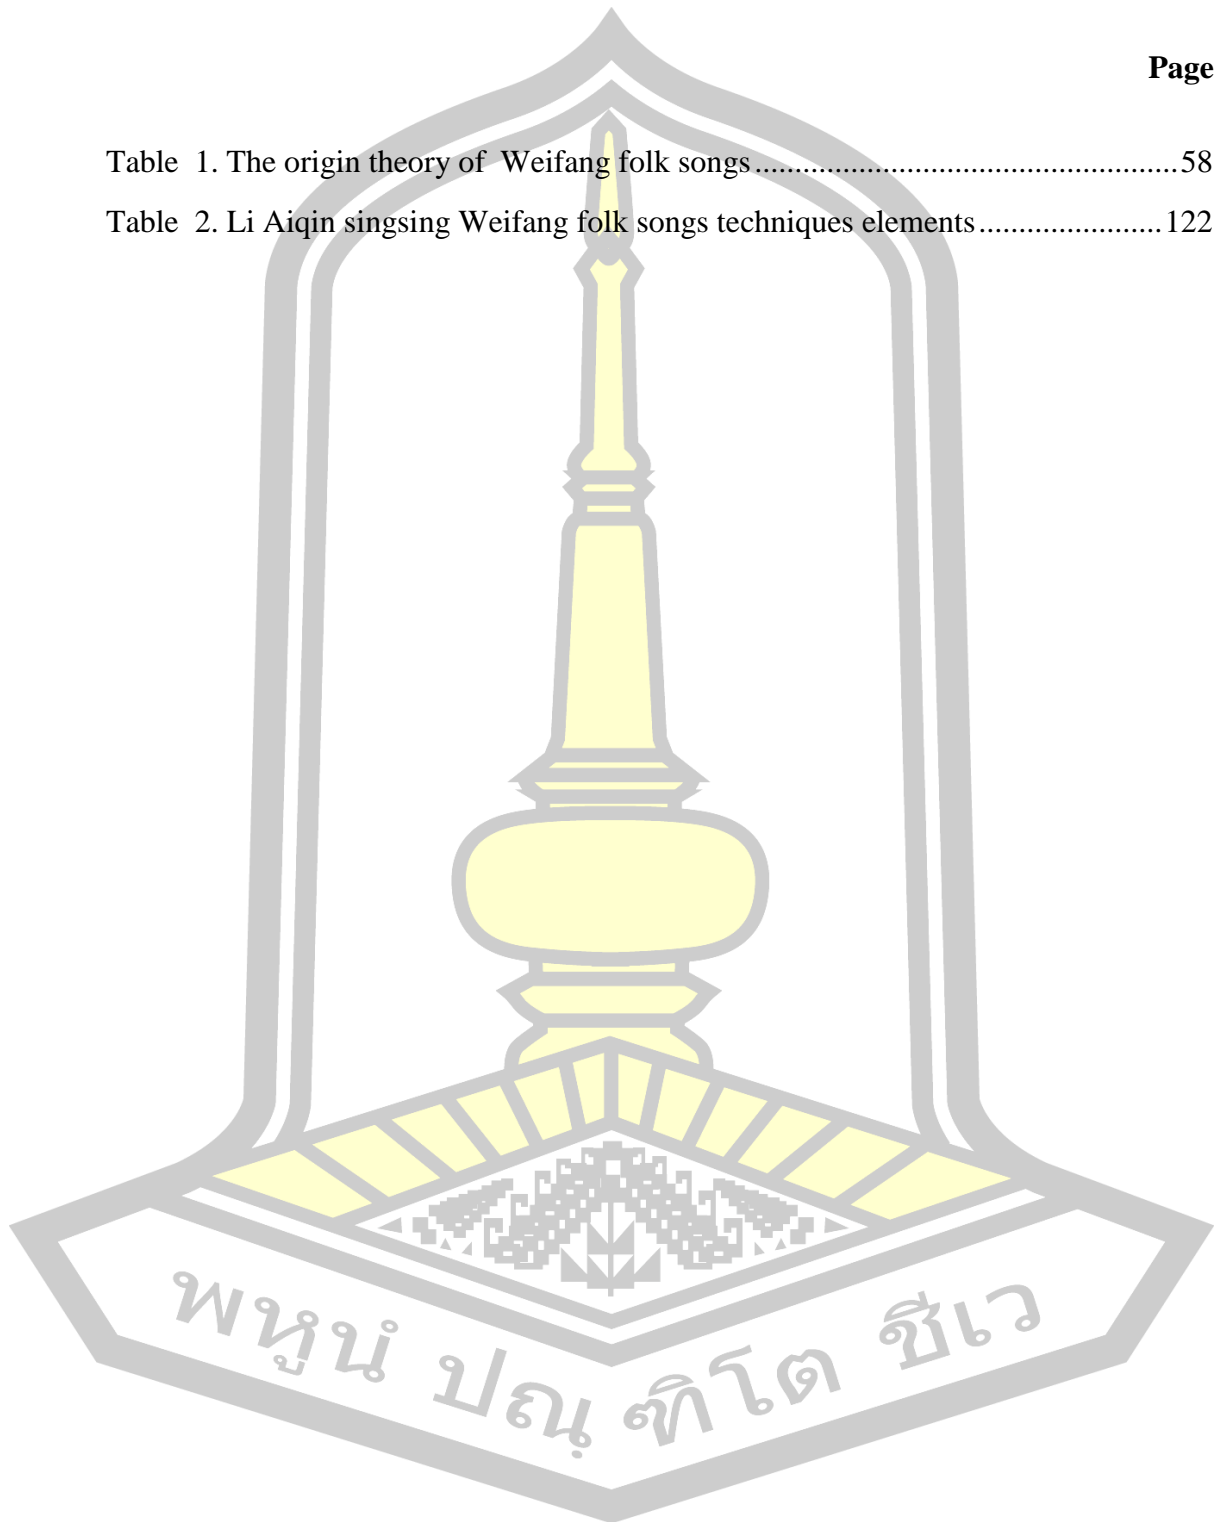 Page
Table 1. The origin theory of Weifang folk songs.................................................58
Table 2. Li Aiqin singsing Weifang folk songs techniques elements.....................122
พหูนํ ปณฺฑิโต ชีเว